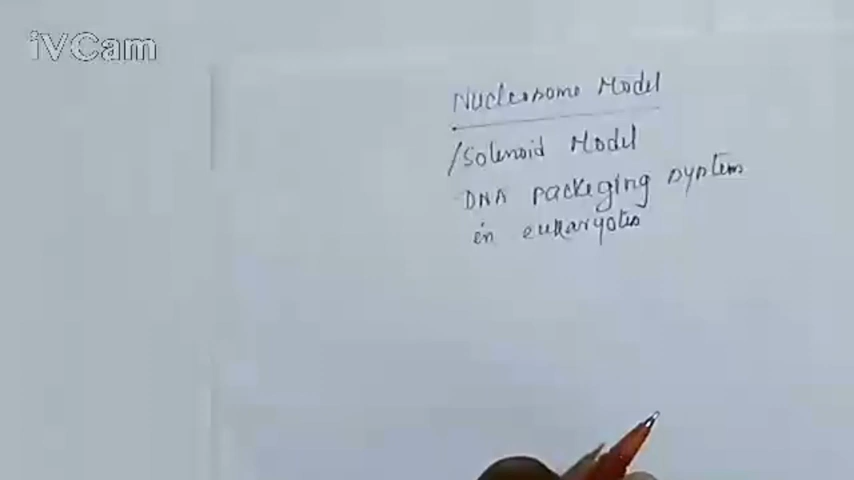 iVCam
Nucleosome Model
/Solenoid Model
DNA packeging system
in eukaryotes